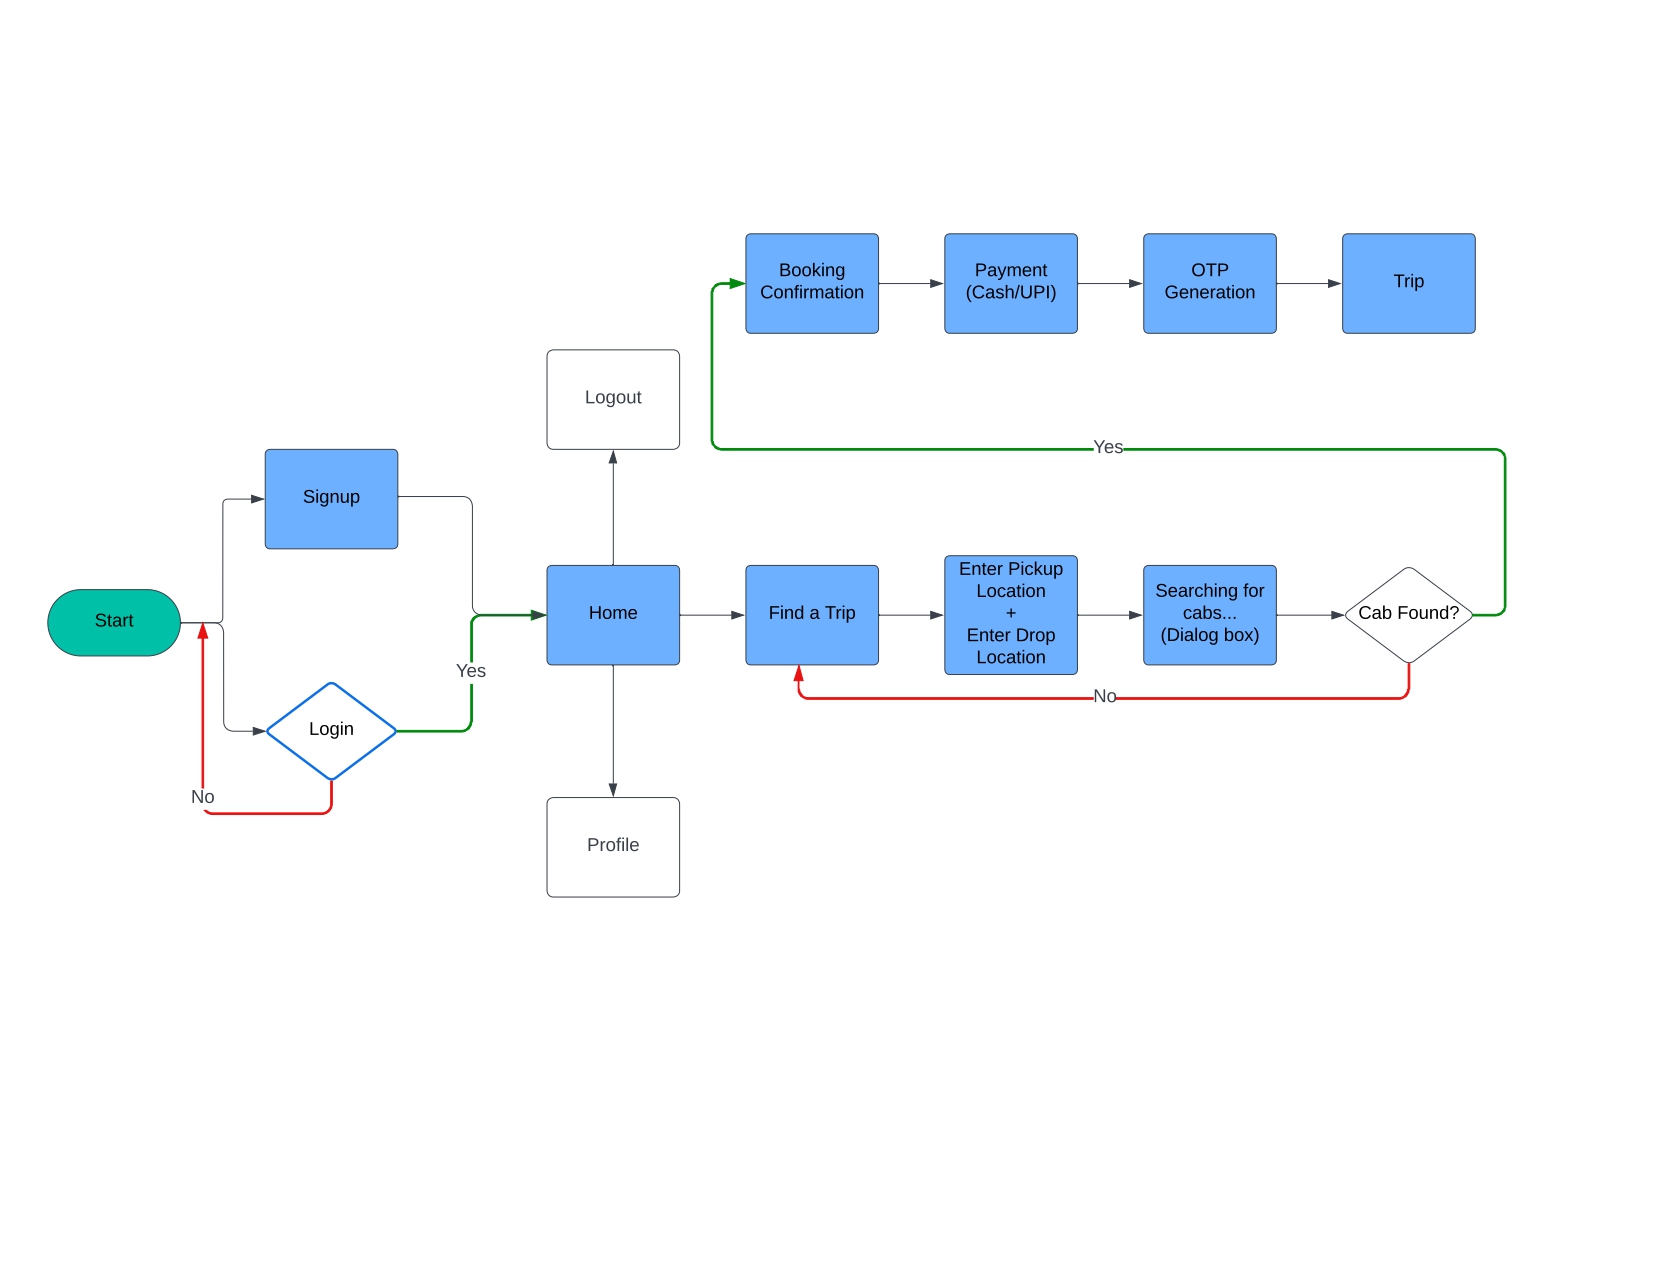 Booking
Confirmation
Payment
(Cash/UPI)
OTP
Generation
Trip
Logout
Yes
Signup
Start
Home
Find a Trip
Enter Pickup
Location
+
Enter Drop
Location
Searching for
cabs...
(Dialog box)
Cab Found?
Yes
No
Login
No
Profile